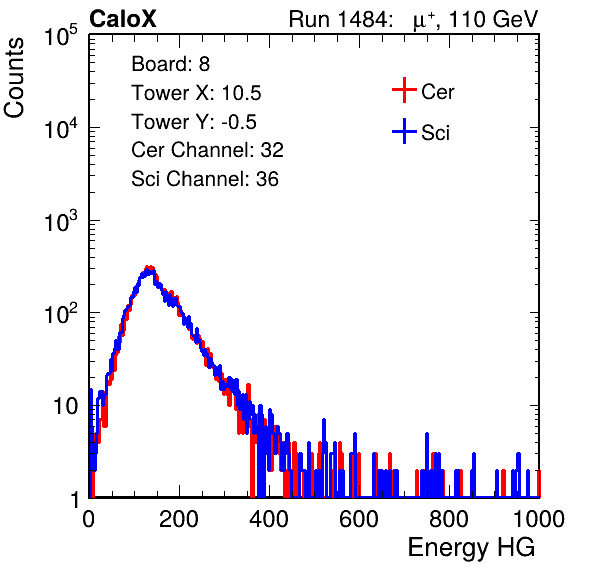 CaloX Run 1484: μ⁺, 110 GeV
Counts
10⁵
10⁴
10³
10²
10
1
Board: 8
Tower X: 10.5
Tower Y: -0.5
Cer Channel: 32
Sci Channel: 36
Cer
Sci
0 200 400 600 800 1000
Energy HG